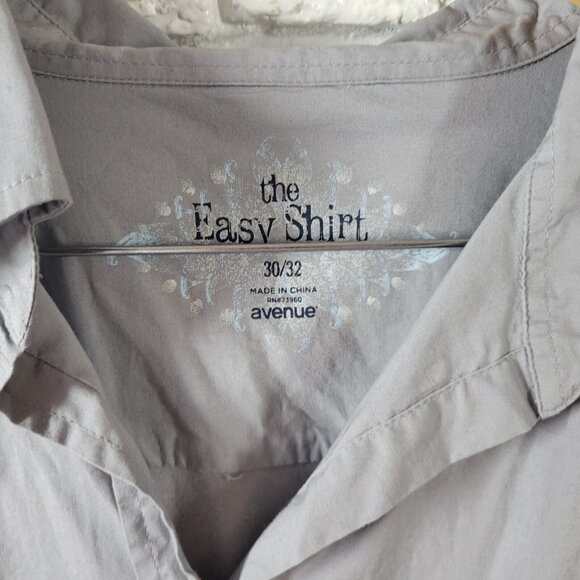 the
Easy Shirt
30/32
MADE IN CHINA
RN#73960
avenue